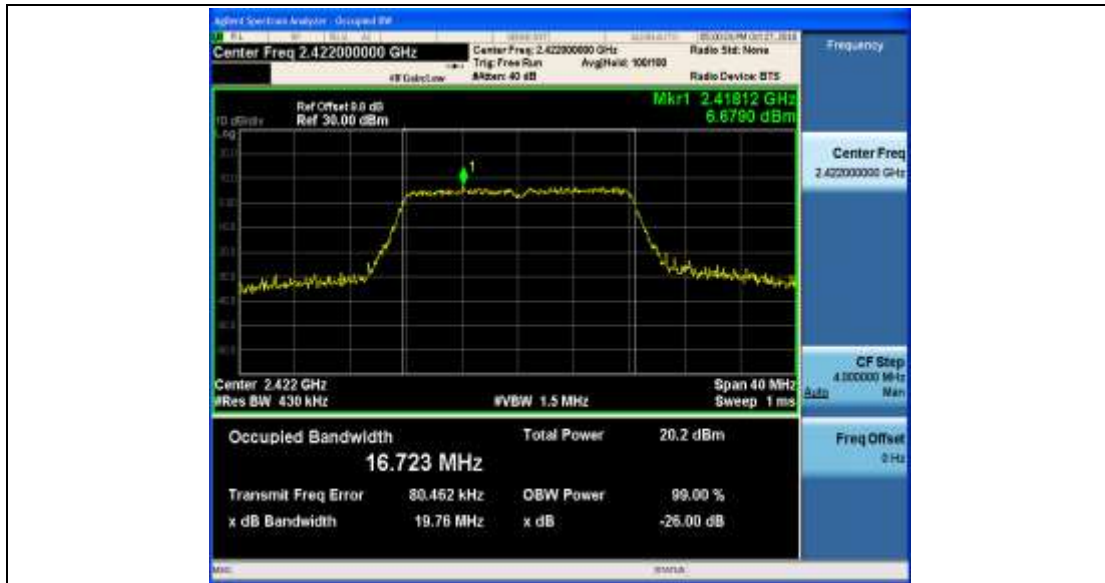 Agilent Spectrum Analyzer - Occupied BW
Center Freq 2.422000000 GHz
Center Freq: 2.422000000 GHz
Radio Std: None
Trig: Free Run
Avg|Hold: 100/100
#IFGain:Low
#Atten: 40 dB
Radio Device: BTS
Frequency
Ref Offset 9.8 dB
Ref 30.00 dBm
10 dB/div
Log
Mkr1 2.41812 GHz
6.6790 dBm
1
Center Freq
2.422000000 GHz
Center 2.422 GHz
Span 40 MHz
#Res BW 430 kHz
#VBW 1.5 MHz
Sweep 1 ms
CF Step
4.000000 MHz
Auto
Man
Occupied Bandwidth
16.723 MHz
Total Power
20.2 dBm
Freq Offset
0 Hz
Transmit Freq Error
80.462 kHz
OBW Power
99.00 %
x dB Bandwidth
19.76 MHz
x dB
-26.00 dB
MSG
STATUS